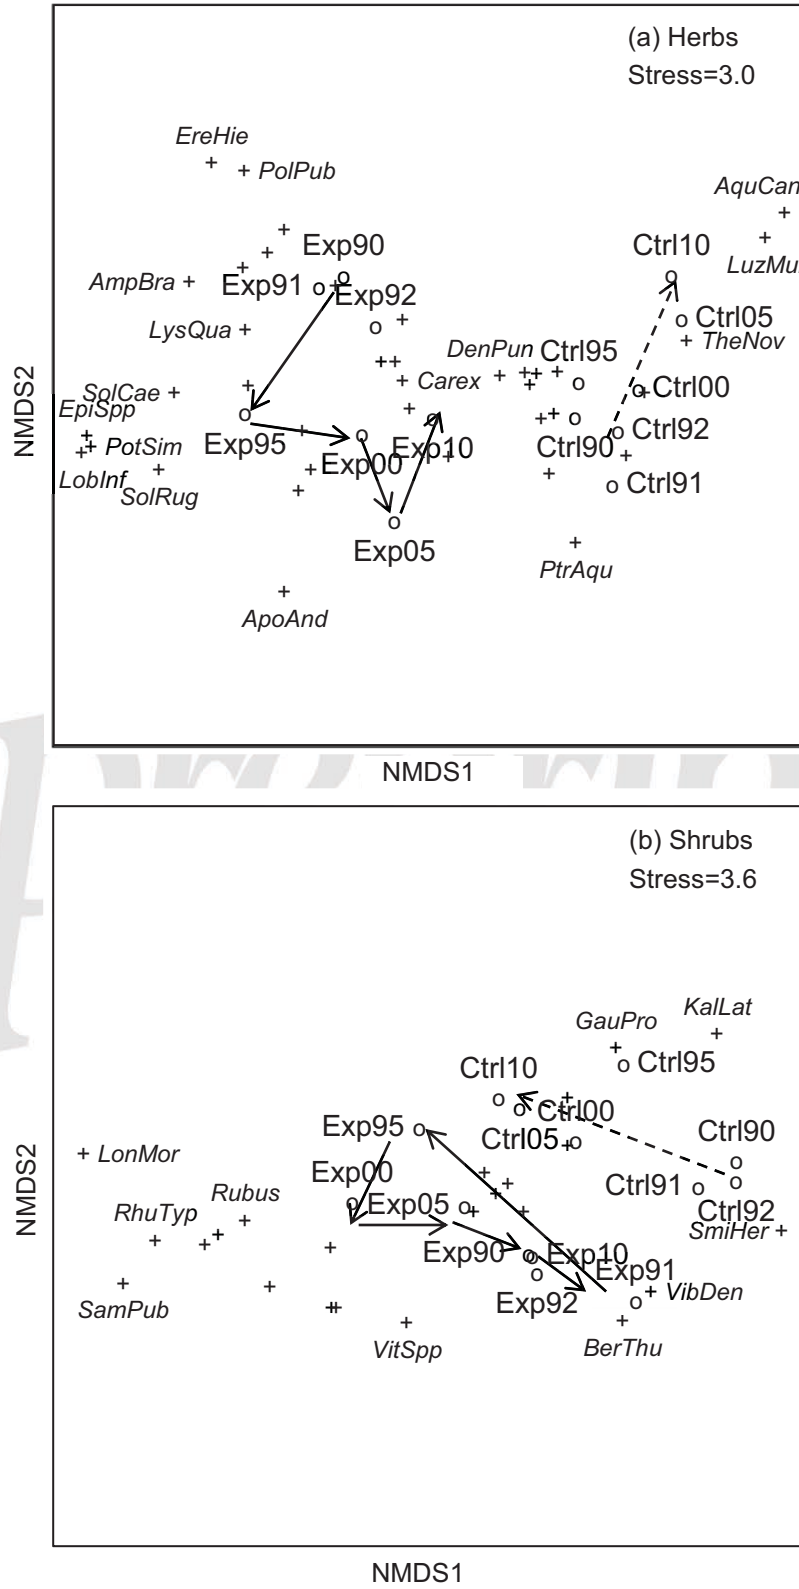 (a) Herbs
Stress=3.0
EreHie
PolPub
AquCan
Exp90
Ctrl10
LuzMu
AmpBra
Exp91
Exp92
LysQua
Ctrl05
TheNov
DenPun
Ctrl95
SolCae
Carex
Ctrl00
EpiSpp
Exp95
PotSim
Exp00
Exp10
Ctrl90
Ctrl92
LobInf
SolRug
Ctrl91
Exp05
PtrAqu
ApoAnd
NMDS2
NMDS1
(b) Shrubs
Stress=3.6
KalLat
GauPro
Ctrl95
Ctrl10
Ctrl00
Exp95
Ctrl05
Ctrl90
LonMor
Exp00
Ctrl91
Rubus
RhuTyp
Exp05
Ctrl92
SmiHer
Exp90
Exp10
Exp91
SamPub
Exp92
VibDen
VitSpp
BerThu
NMDS2
NMDS1